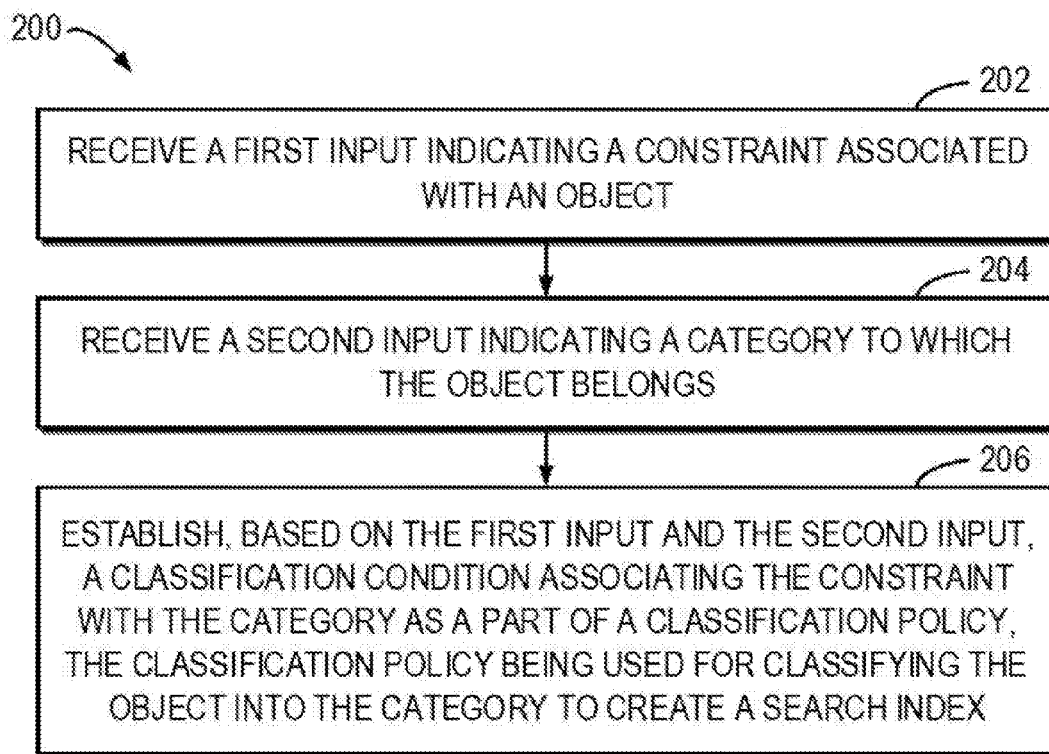 200
202
RECEIVE A FIRST INPUT INDICATING A CONSTRAINT ASSOCIATED
WITH AN OBJECT
204
RECEIVE A SECOND INPUT INDICATING A CATEGORY TO WHICH
THE OBJECT BELONGS
206
ESTABLISH, BASED ON THE FIRST INPUT AND THE SECOND INPUT,
A CLASSIFICATION CONDITION ASSOCIATING THE CONSTRAINT
WITH THE CATEGORY AS A PART OF A CLASSIFICATION POLICY,
THE CLASSIFICATION POLICY BEING USED FOR CLASSIFYING THE
OBJECT INTO THE CATEGORY TO CREATE A SEARCH INDEX